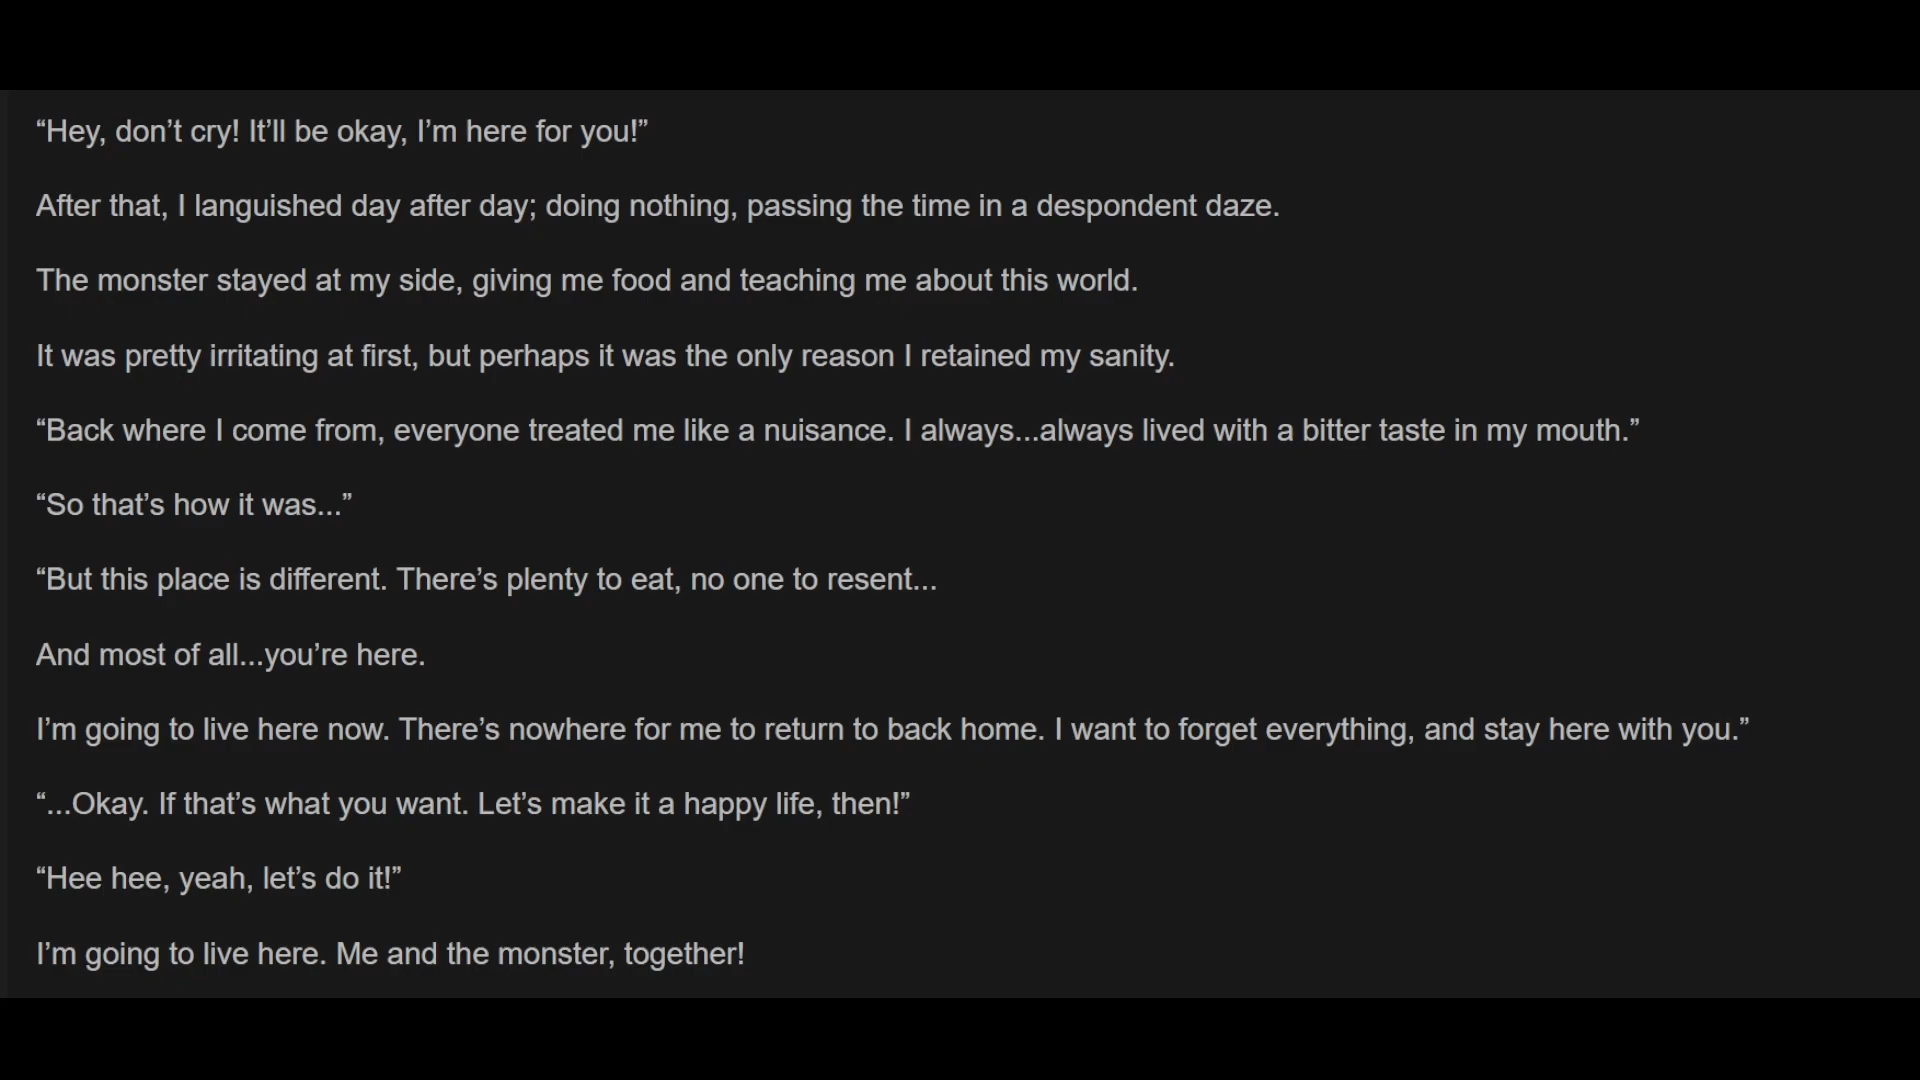 “Hey, don’t cry! It’ll be okay, I’m here for you!”
After that, I languished day after day; doing nothing, passing the time in a despondent daze.
The monster stayed at my side, giving me food and teaching me about this world.
It was pretty irritating at first, but perhaps it was the only reason I retained my sanity.
“Back where I come from, everyone treated me like a nuisance. I always...always lived with a bitter taste in my mouth.”
“So that’s how it was...”
“But this place is different. There’s plenty to eat, no one to resent...
And most of all...you’re here.
I’m going to live here now. There’s nowhere for me to return to back home. I want to forget everything, and stay here with you.”
“...Okay. If that’s what you want. Let’s make it a happy life, then!”
“Hee hee, yeah, let’s do it!”
I’m going to live here. Me and the monster, together!